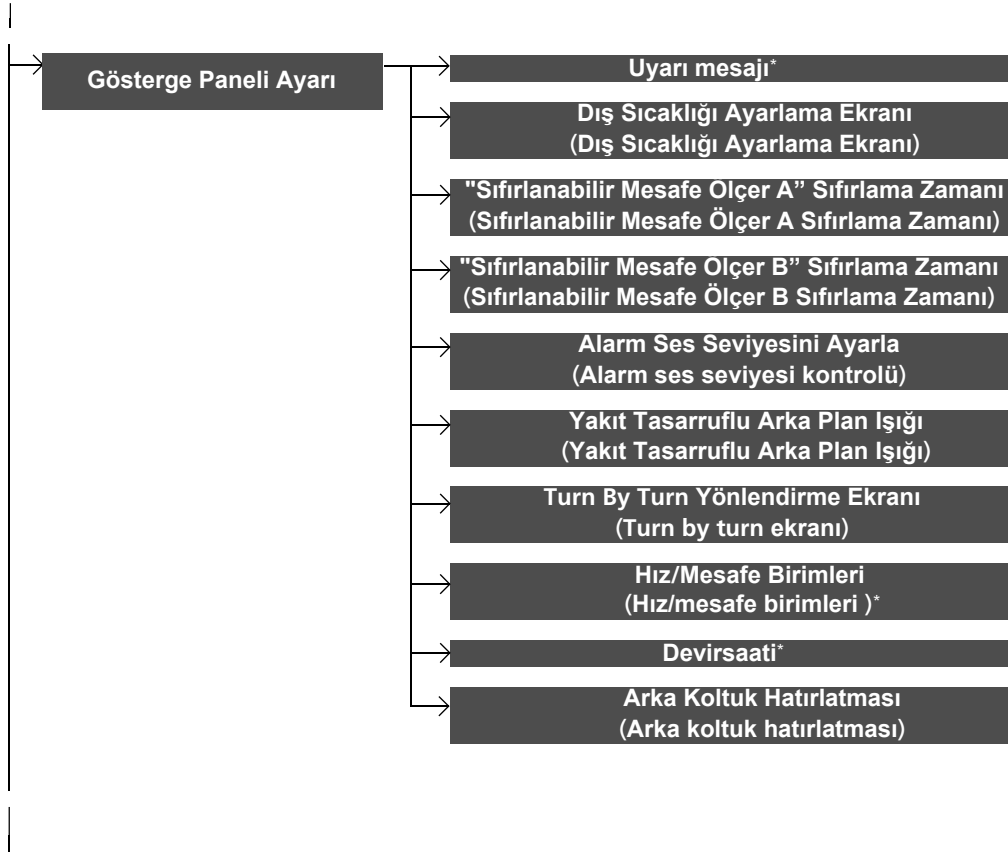 Gösterge Paneli Ayarı
Uyarı mesajı*
Dış Sıcaklığı Ayarlama Ekranı
(Dış Sıcaklığı Ayarlama Ekranı)
"Sıfırlanabilir Mesafe Ölçer A” Sıfırlama Zamanı
(Sıfırlanabilir Mesafe Ölçer A Sıfırlama Zamanı)
"Sıfırlanabilir Mesafe Ölçer B” Sıfırlama Zamanı
(Sıfırlanabilir Mesafe Ölçer B Sıfırlama Zamanı)
Alarm Ses Seviyesini Ayarla
(Alarm ses seviyesi kontrolü)
Yakıt Tasarruflu Arka Plan Işığı
(Yakıt Tasarruflu Arka Plan Işığı)
Turn By Turn Yönlendirme Ekranı
(Turn by turn ekranı)
Hız/Mesafe Birimleri
(Hız/mesafe birimleri )*
Devirsaati*
Arka Koltuk Hatırlatması
(Arka koltuk hatırlatması)